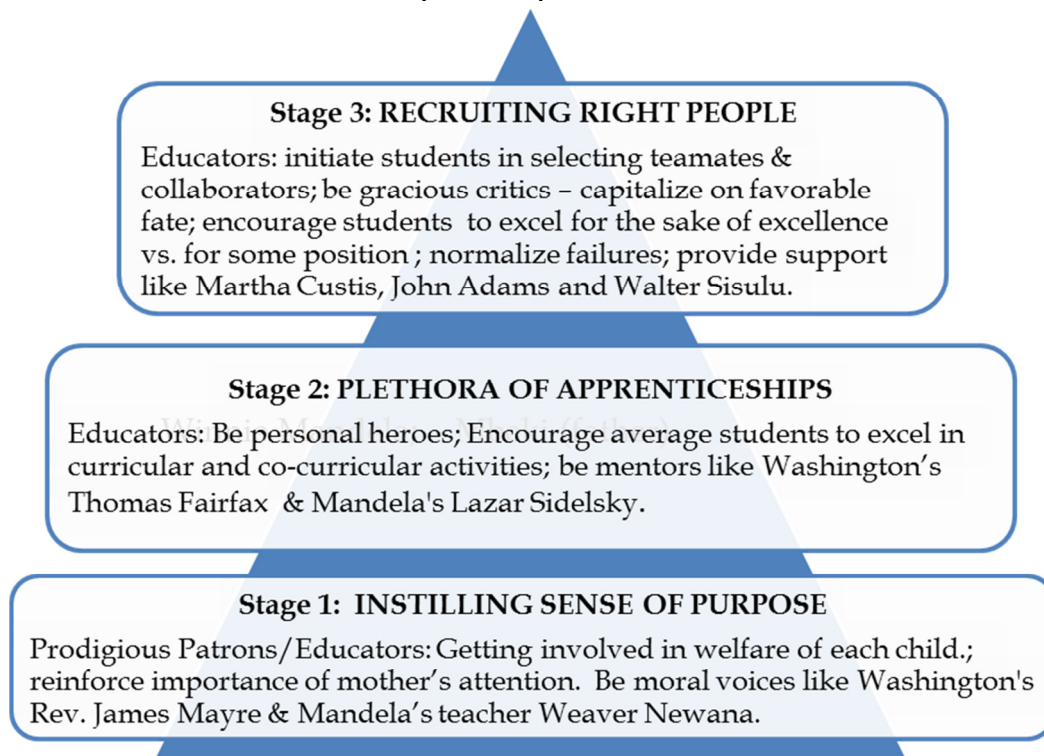 Stage 3: RECRUITING RIGHT PEOPLE
Educators: initiate students in selecting teamates &
collaborators; be gracious critics – capitalize on favorable
fate; encourage students to excel for the sake of excellence
vs. for some position ; normalize failures; provide support
like Martha Custis, John Adams and Walter Sisulu.
Stage 2: PLETHORA OF APPRENTICESHIPS
Educators: Be personal heroes; Encourage average students to excel in
curricular and co-curricular activities; be mentors like Washington’s
Thomas Fairfax & Mandela's Lazar Sidelsky.
Stage 1: INSTILLING SENSE OF PURPOSE
Prodigious Patrons/Educators: Getting involved in welfare of each child.;
reinforce importance of mother’s attention. Be moral voices like Washington's
Rev. James Mayre & Mandela’s teacher Weaver Newana.